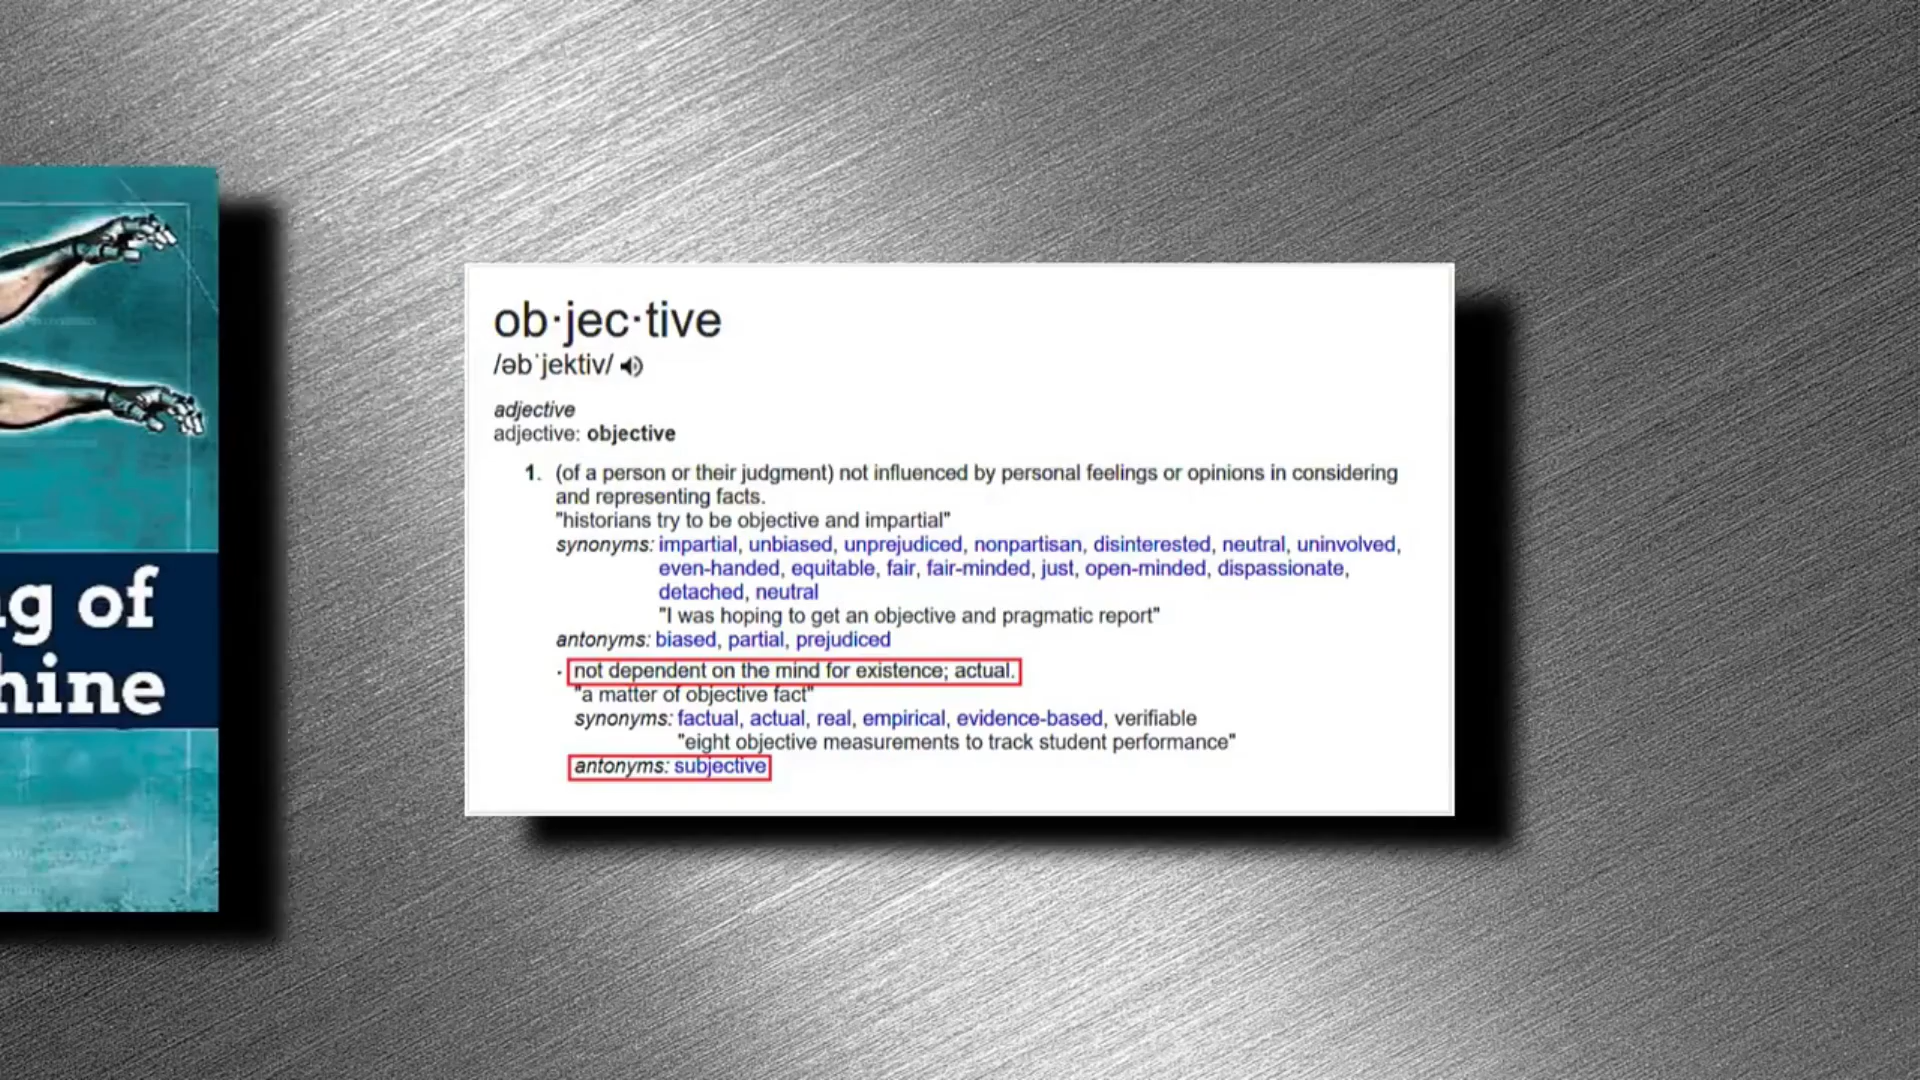 ob·jec·tive
/əbˈjektiv/
adjective
adjective: objective
1. (of a person or their judgment) not influenced by personal feelings or opinions in considering
and representing facts.
"historians try to be objective and impartial"
synonyms: impartial, unbiased, unprejudiced, nonpartisan, disinterested, neutral, uninvolved,
even-handed, equitable, fair, fair-minded, just, open-minded, dispassionate,
detached, neutral
"I was hoping to get an objective and pragmatic report"
antonyms: biased, partial, prejudiced
· not dependent on the mind for existence; actual.
"a matter of objective fact"
synonyms: factual, actual, real, empirical, evidence-based, verifiable
"eight objective measurements to track student performance"
antonyms: subjective
g of
hine